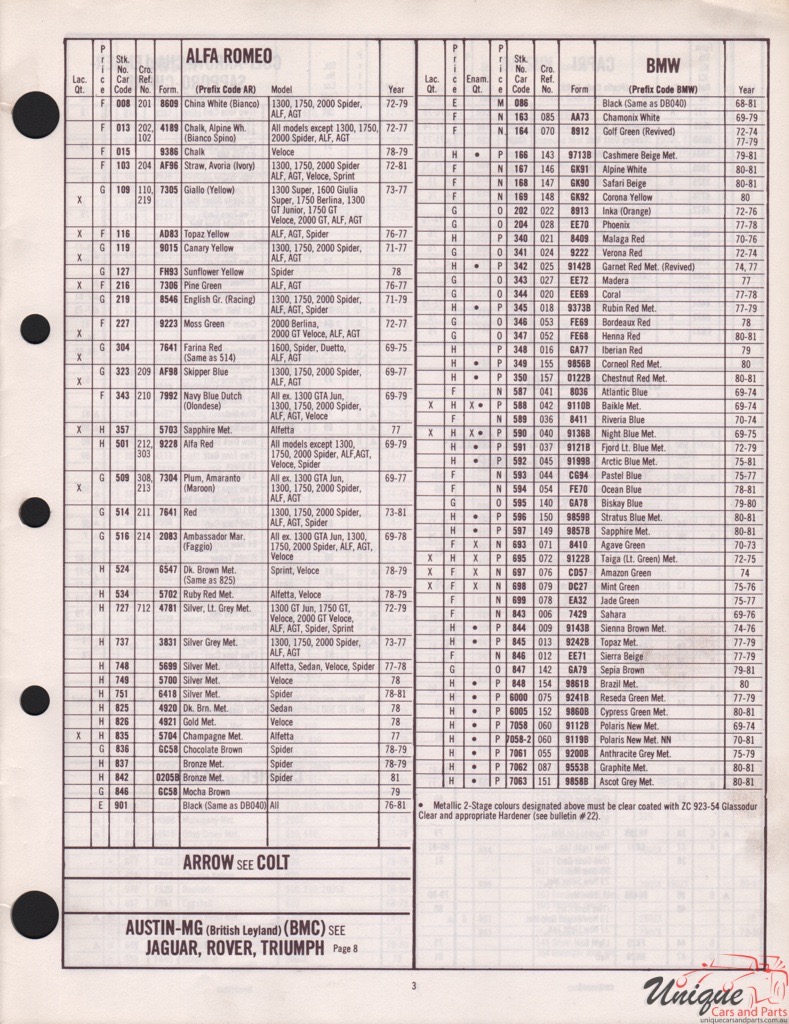 ALFA ROMEO
Lac. Qt. Price Stk. No. Car Code Cro. Ref. No. Form. (Prefix Code AR) Model Year
F 008 201 8609 China White (Bianco) 1300, 1750, 2000 Spider, 72-79
ALF, AGT
F 013 202, 4189 Chalk, Alpine Wh. All models except 1300, 1750, 72-77
102 (Bianco Spino) 2000 Spider, ALF, AGT
F 015 9386 Chalk Veloce 78-79
F 103 204 AF96 Straw, Avoria (Ivory) 1300, 1750, 2000 Spider 72-81
ALF, AGT, Veloce, Sprint
X G 109 110, 7305 Giallo (Yellow) 1300 Super, 1600 Giulia 73-77
219 Super, 1750 Berlina, 1300
GT Junior, 1750 GT
Veloce, 2000 GT, ALF, AGT
X F 116 AD83 Topaz Yellow ALF, AGT, Spider 76-77
X G 119 9015 Canary Yellow 1300, 1750, 2000 Spider, 71-77
ALF, AGT
G 127 FH93 Sunflower Yellow Spider 78
X F 216 7306 Pine Green ALF, AGT 76-77
G 219 8546 English Gr. (Racing) 1300, 1750, 2000 Spider, 71-79
ALF, AGT, Spider
X F 227 9223 Moss Green 2000 Berlina, 72-77
2000 GT Veloce, ALF, AGT
X G 304 7641 Farina Red 1600, Spider, Duetto, 69-75
(Same as 514) ALF, AGT
X G 323 209 AF98 Skipper Blue 1300, 1750, 2000 Spider, 69-77
ALF, AGT
F 343 210 7992 Navy Blue Dutch All ex. 1300 GTA Jun, 69-79
(Olondese) 1300, 1750, 2000 Spider,
ALF, AGT, Veloce
X H 357 5703 Sapphire Met. Alfetta 77
H 501 212, 9228 Alfa Red All models except 1300, 69-79
303 1750, 2000 Spider, ALF,AGT,
Veloce, Spider
X G 509 308, 7304 Plum, Amaranto All ex. 1300 GTA Jun 69-77
213 (Maroon) 1300, 1750, 2000 Spider,
ALF, AGT
G 514 211 7641 Red 1300, 1750, 2000 Spider, 73-81
ALF, AGT, Spider
G 516 214 2083 Ambassador Mar. All ex. 1300 GTA Jun, 1300, 69-78
(Faggio) 1750, 2000 Spider, ALF, AGT,
Veloce
H 524 6547 Dk. Brown Met. Sprint, Veloce 78-79
(Same as 825)
H 534 5702 Ruby Red Met. Alfetta, Veloce 78-79
H 727 712 4781 Silver, Lt. Grey Met. 1300 GT Jun, 1750 GT, 72-79
Veloce, 2000 GT Veloce,
ALF, AGT, Spider, Sprint
H 737 3831 Silver Grey Met. 1300, 1750, 2000 Spider, 73-77
ALF, AGT
H 748 5699 Silver Met. Alfetta, Sedan, Veloce, Spider 77-78
H 749 5700 Silver Met. Veloce 78
H 751 6418 Silver Met. Spider 78-81
H 825 4920 Dk. Brn. Met. Sedan 78
H 826 4921 Gold Met. Veloce 78
X H 835 5704 Champagne Met. Alfetta 77
G 836 GC58 Chocolate Brown Spider 78-79
H 837 Bronze Met. Spider 78-79
H 842 0205B Bronze Met. Spider 81
G 846 GC58 Mocha Brown 79
E 901 Black (Same as DB040) All 76-81
ARROW SEE COLT
AUSTIN-MG (British Leyland) (BMC) SEE
JAGUAR, ROVER, TRIUMPH Page 8
BMW
Lac. Qt. Price Enam. Qt. Price Stk. No. Car Code Cro. Ref. No. Form (Prefix Code BMW) Year
E M 086 Black (Same as DB040) 68-81
F N 163 085 AA73 Chamonix White 69-79
F N 164 070 8912 Golf Green (Revived) 72-74
77-79
H ● P 166 143 9713B Cashmere Beige Met. 79-81
F N 167 146 GK91 Alpine White 80-81
F N 168 147 GK90 Safari Beige 80-81
F N 169 148 GK92 Corona Yellow 80
G O 202 022 8913 Inka (Orange) 72-76
G O 204 028 EE70 Phoenix 77-78
H P 340 021 8409 Malaga Red 70-76
G O 341 024 9222 Verona Red 72-74
H ● P 342 025 9142B Garnet Red Met. (Revived) 74, 77
G O 343 027 EE72 Madera 77
G O 344 020 EE69 Coral 77-78
H ● P 345 018 9373B Rubin Red Met. 77-79
G O 346 053 FE69 Bordeaux Red 78
G O 347 052 FE68 Henna Red 80-81
H P 348 016 GA77 Iberian Red 79
H ● P 349 155 9856B Corneol Red Met. 80
H ● P 350 157 0122B Chestnut Red Met. 80-81
F N 587 041 8036 Atlantic Blue 69-74
X H X● P 588 042 9110B Baikle Met. 69-74
F N 589 036 8411 Riveria Blue 70-74
X H X● P 590 040 9136B Night Blue Met. 69-75
H ● P 591 037 9121B Fjord Lt. Blue Met. 72-79
H ● P 592 045 9199B Arctic Blue Met. 75-81
F N 593 044 CG94 Pastel Blue 75-77
F N 594 054 FE70 Ocean Blue 78-81
G O 595 140 GA78 Biskay Blue 79-80
H ● P 596 150 9859B Stratus Blue Met. 80-81
H ● P 597 149 9857B Sapphire Met. 80-81
F X N 693 071 8410 Agave Green 70-73
X H X P 695 072 9122B Taiga (Lt. Green) Met. 72-75
X F X N 697 076 CD57 Amazon Green 74
X F X N 698 079 DC27 Mint Green 75-76
F N 699 078 EA32 Jade Green 75-77
F N 843 006 7429 Sahara 69-76
H ● P 844 009 9143B Sienna Brown Met. 74-76
H ● P 845 013 9242B Topaz Met. 77-79
F N 846 012 EE71 Sierra Beige 77-79
G O 847 142 GA79 Sepia Brown 79-81
H ● P 848 154 9861B Brazil Met. 80
H ● P 6000 075 9241B Reseda Green Met. 77-79
H ● P 6005 152 9860B Cypress Green Met. 80-81
H ● P 7058 060 9112B Polaris New Met. 69-74
H ● P 7058-2 060 9119B Polaris New Met. NN 70-81
H ● P 7061 055 9200B Anthracite Grey Met. 75-79
H ● P 7062 087 9553B Graphite Met. 80-81
H ● P 7063 151 9858B Ascot Grey Met. 80-81
● Metallic 2-Stage colours designated above must be clear coated with ZC 923-54 Glassodur
Clear and appropriate Hardener (see bulletin #22).
3
Unique
Cars and Parts
uniquecarsandparts.com.au